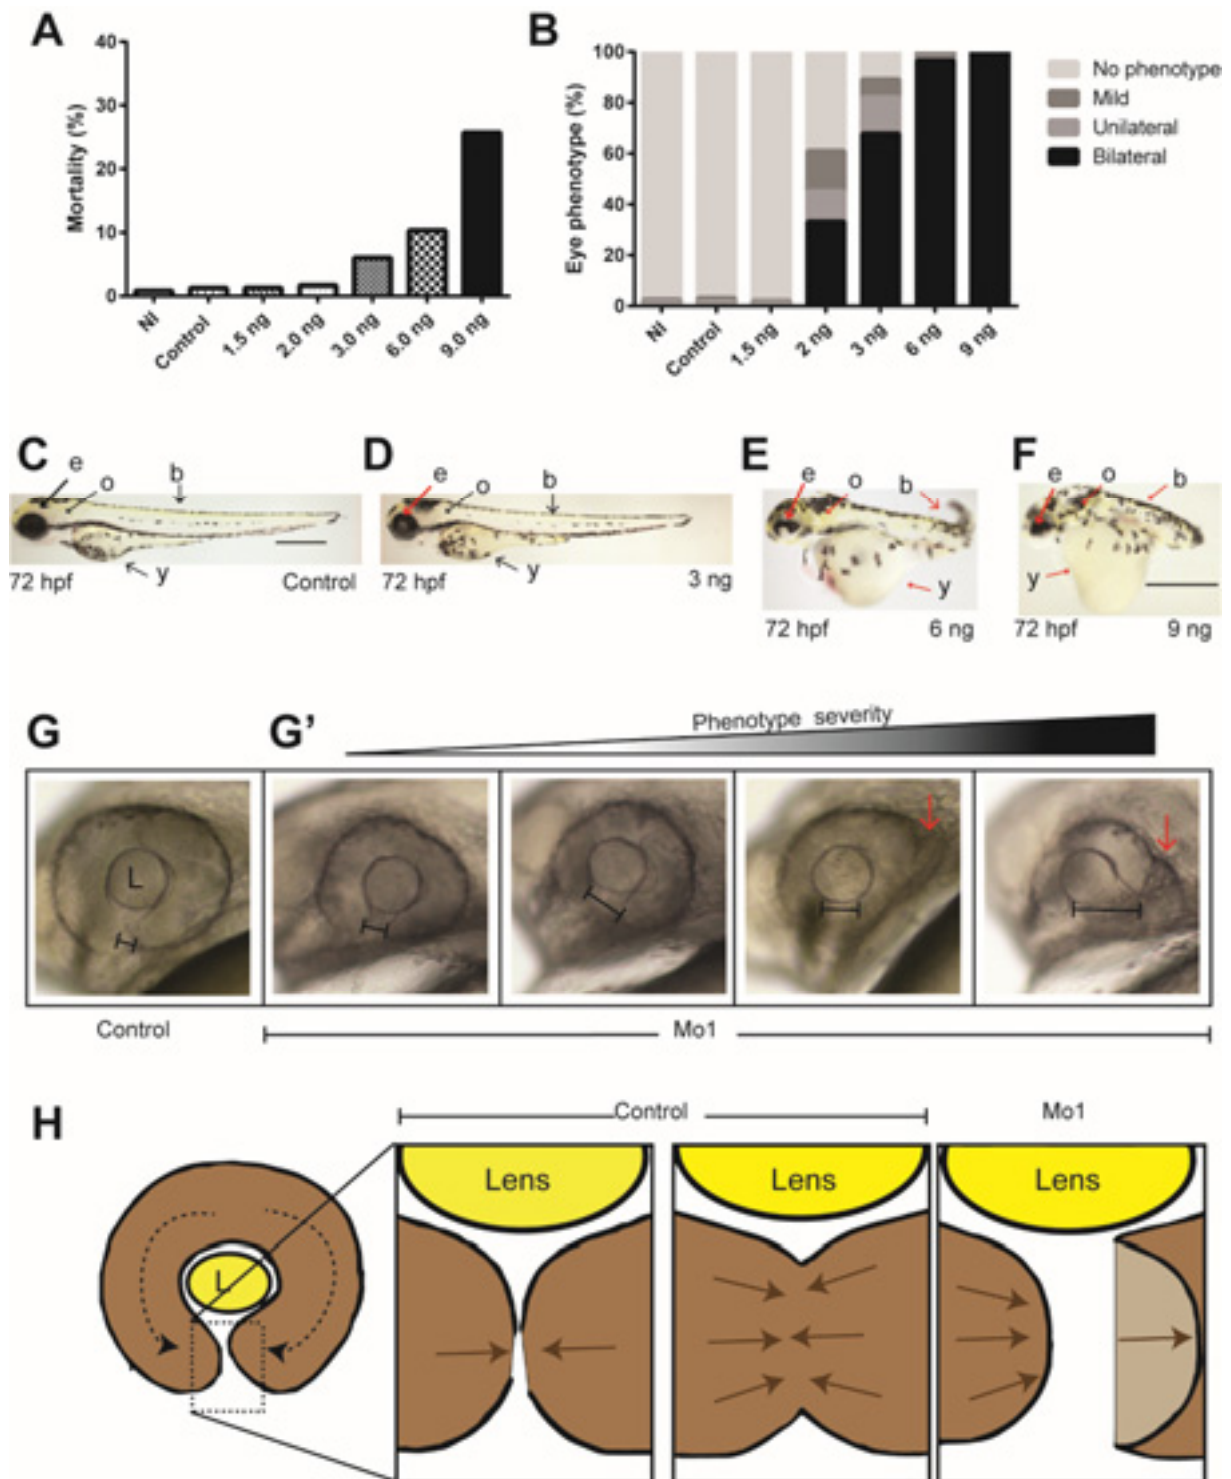 A
Mortality (%)
40
30
20
10
0
NI
Control
1.5 ng
2.0 ng
3.0 ng
6.0 ng
9.0 ng
B
Eye phenotype (%)
100
80
60
40
20
0
NI
Control
1.5 ng
2 ng
3 ng
6 ng
9 ng
No phenotype
Mild
Unilateral
Bilateral
C
e
o
b
y
72 hpf
Control
D
e
o
b
y
72 hpf
3 ng
E
e
o
b
y
72 hpf
6 ng
F
e
o
b
y
72 hpf
9 ng
G
G'
Phenotype severity
L
Control
Mo1
H
Control
Mo1
L
Lens
Lens
Lens